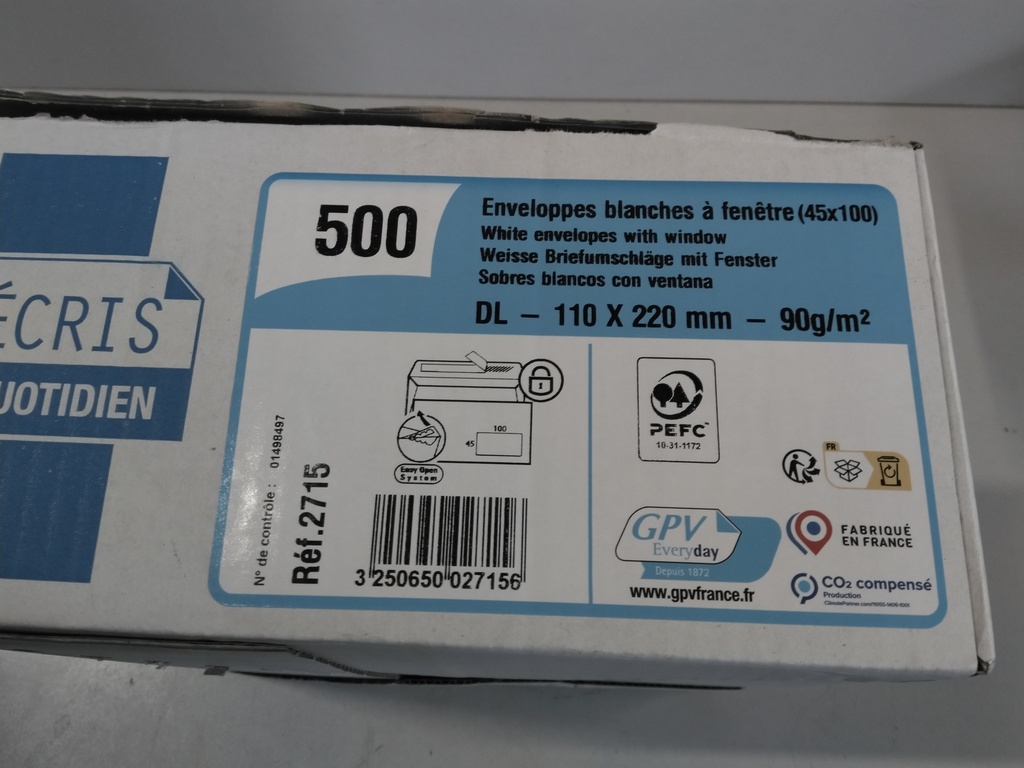 500
Enveloppes blanches à fenêtre (45x100)
White envelopes with window
Weisse Briefumschläge mit Fenster
Sobres blancos con ventana
DL – 110 X 220 mm – 90g/m²
ÉCRIS
UOTIDIEN
N° de contrôle : 01498497
Réf.2715
100
45
Easy Open
System
3 250650 027156
PEFC™
10-31-1172
FR
GPV
Everyday
Depuis 1872
www.gpvfrance.fr
FABRIQUÉ
EN FRANCE
CO₂ compensé
Production